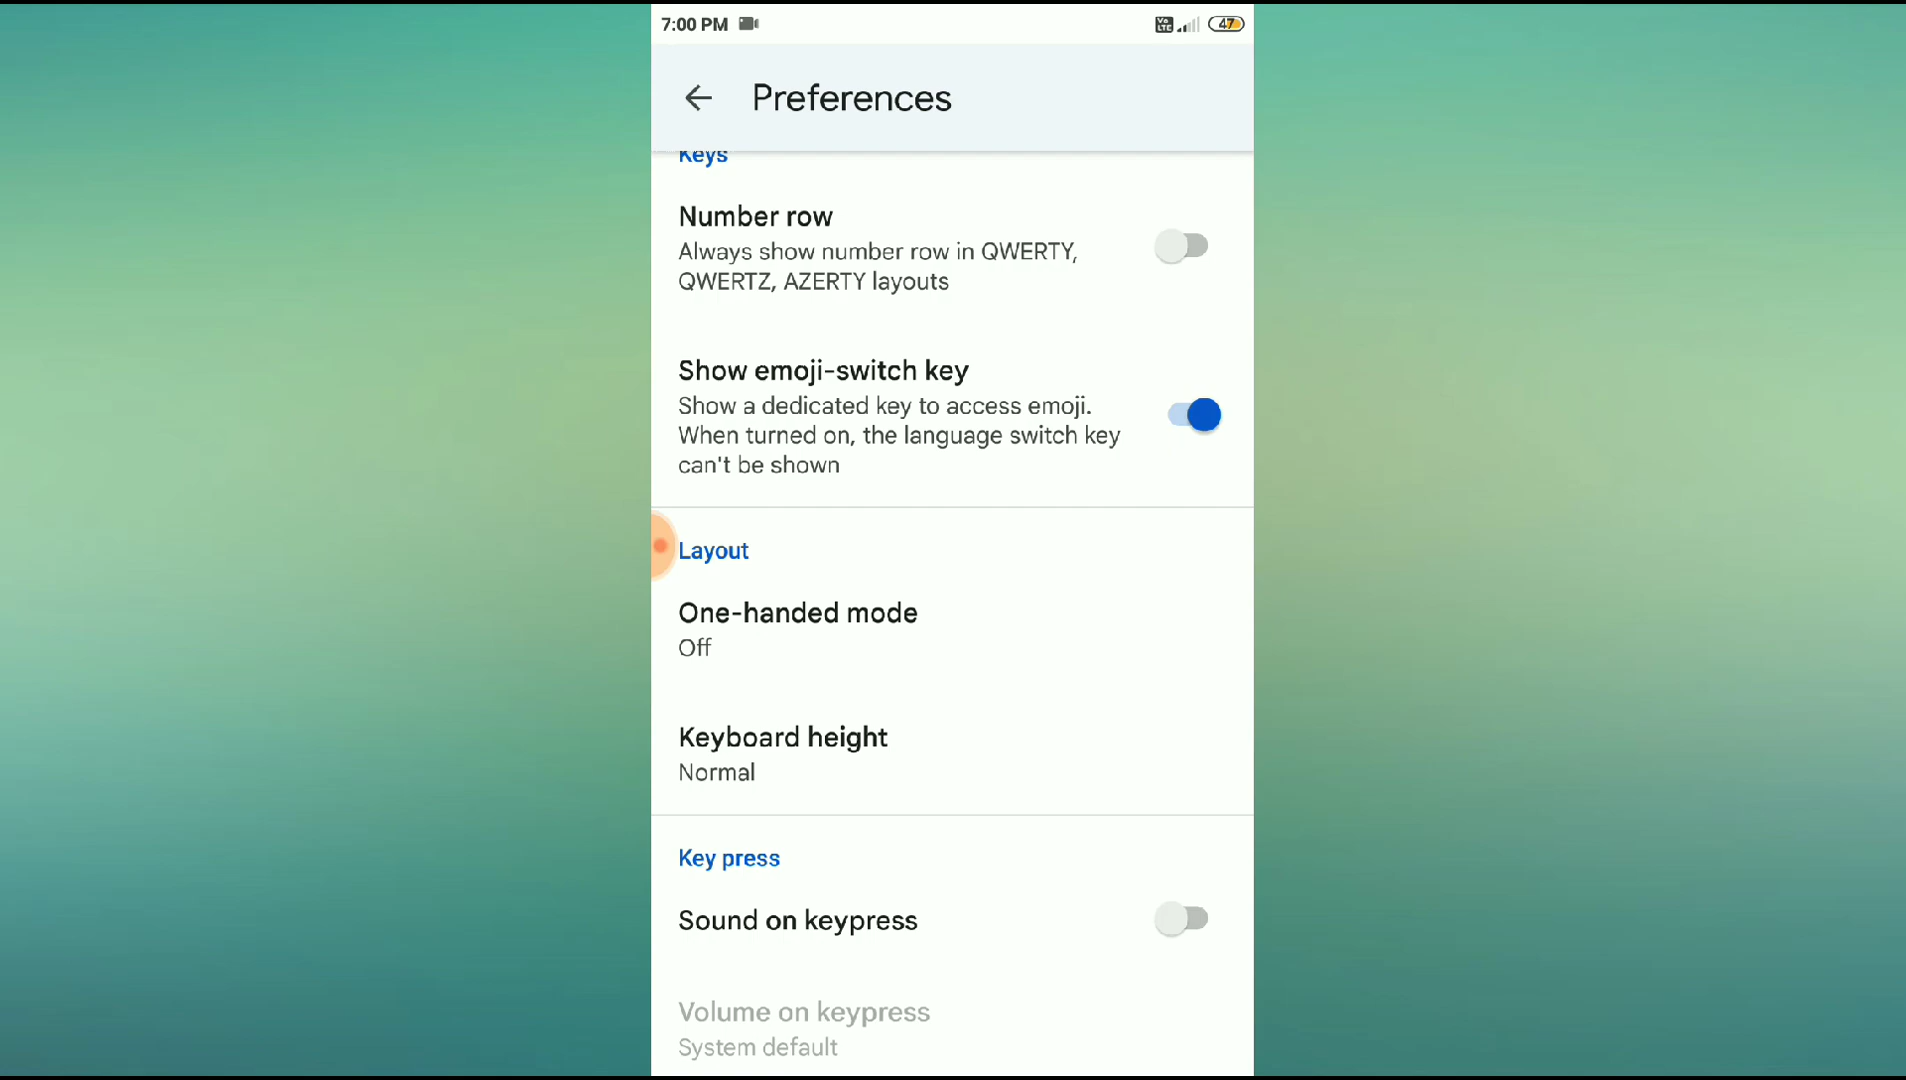 7:00 PM
Vo LTE
47
Preferences
Keys
Number row
Always show number row in QWERTY,
QWERTZ, AZERTY layouts
Show emoji-switch key
Show a dedicated key to access emoji.
When turned on, the language switch key
can't be shown
Layout
One-handed mode
Off
Keyboard height
Normal
Key press
Sound on keypress
Volume on keypress
System default